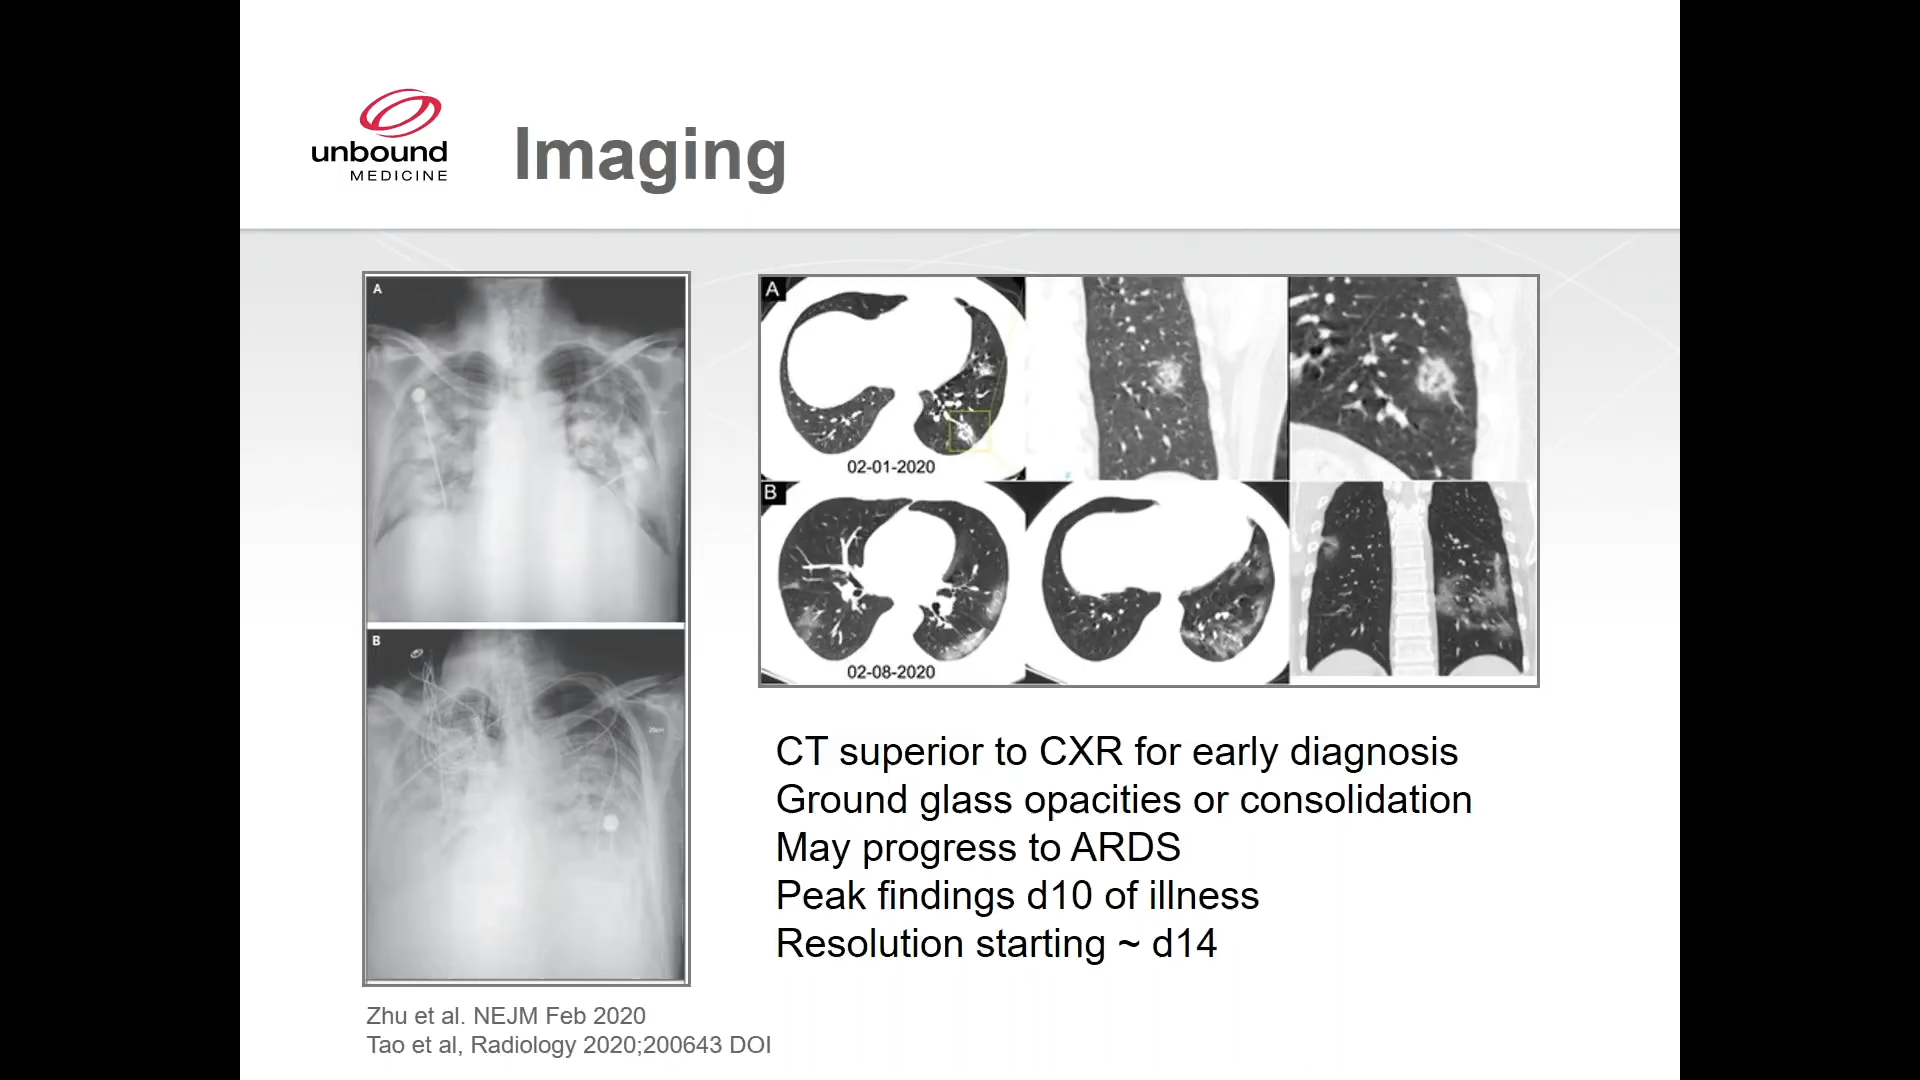 unbound
MEDICINE
Imaging
A
B
A
02-01-2020
B
02-08-2020
CT superior to CXR for early diagnosis
Ground glass opacities or consolidation
May progress to ARDS
Peak findings d10 of illness
Resolution starting ~ d14
Zhu et al. NEJM Feb 2020
Tao et al, Radiology 2020;200643 DOI